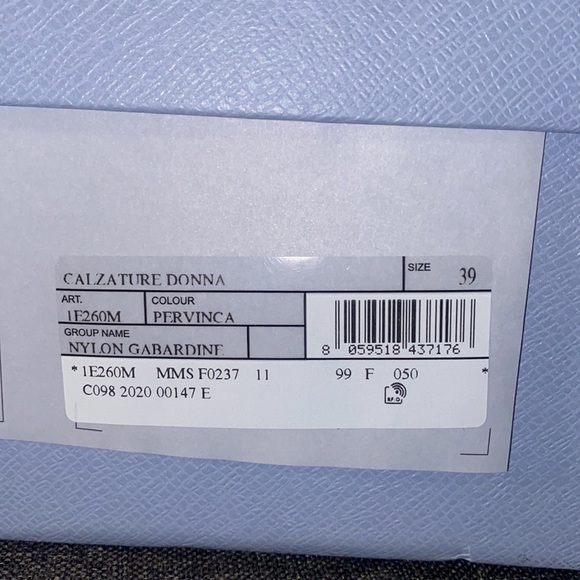 CALZATURE DONNA
SIZE 39
ART. COLOUR
1E260M PERVINCA
GROUP NAME
NYLON GABARDINE
8 059518 437176
* 1E260M MMS F0237 11 99 F 050 *
C098 2020 00147 E
R.F.ID